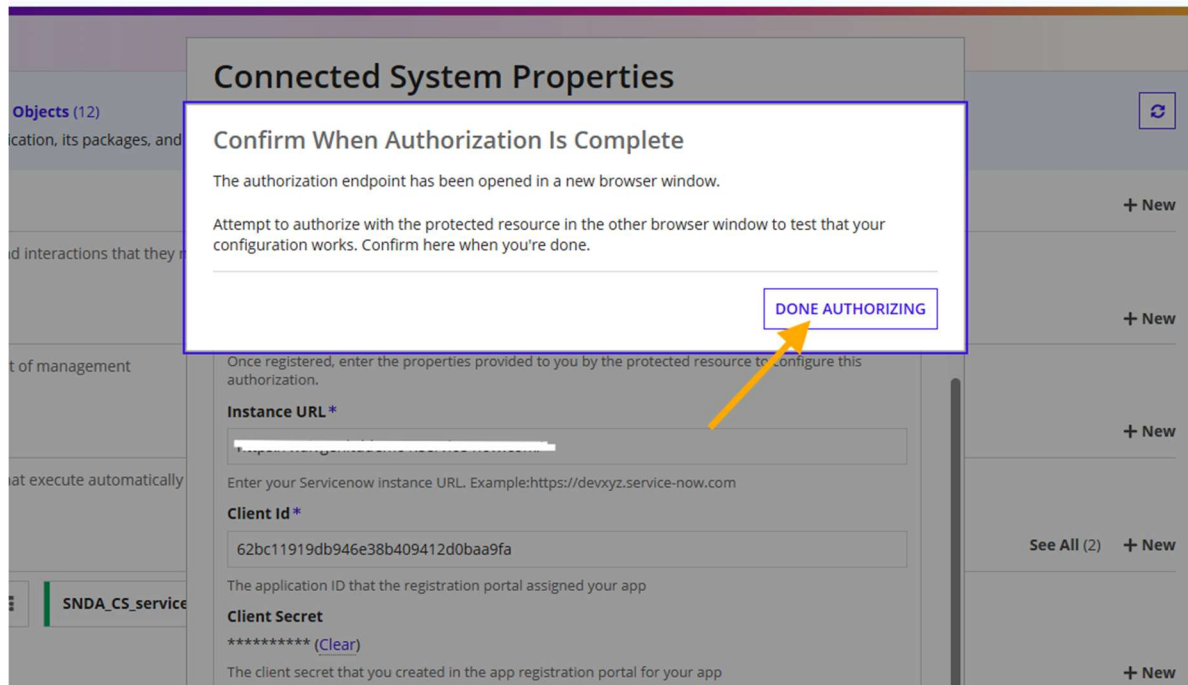 Connected System Properties
Objects (12)
ication, its packages, and
Confirm When Authorization Is Complete
The authorization endpoint has been opened in a new browser window.
Attempt to authorize with the protected resource in the other browser window to test that your
configuration works. Confirm here when you're done.
DONE AUTHORIZING
+ New
nd interactions that they
+ New
t of management
Once registered, enter the properties provided to you by the protected resource to configure this
authorization.
Instance URL*
+ New
hat execute automatically
Enter your Servicenow instance URL. Example:https://devxyz.service-now.com
Client Id*
62bc11919db946e38b409412d0baa9fa
See All (2) + New
The application ID that the registration portal assigned your app
SNDA_CS_service
Client Secret
********** (Clear)
The client secret that you created in the app registration portal for your app
+ New